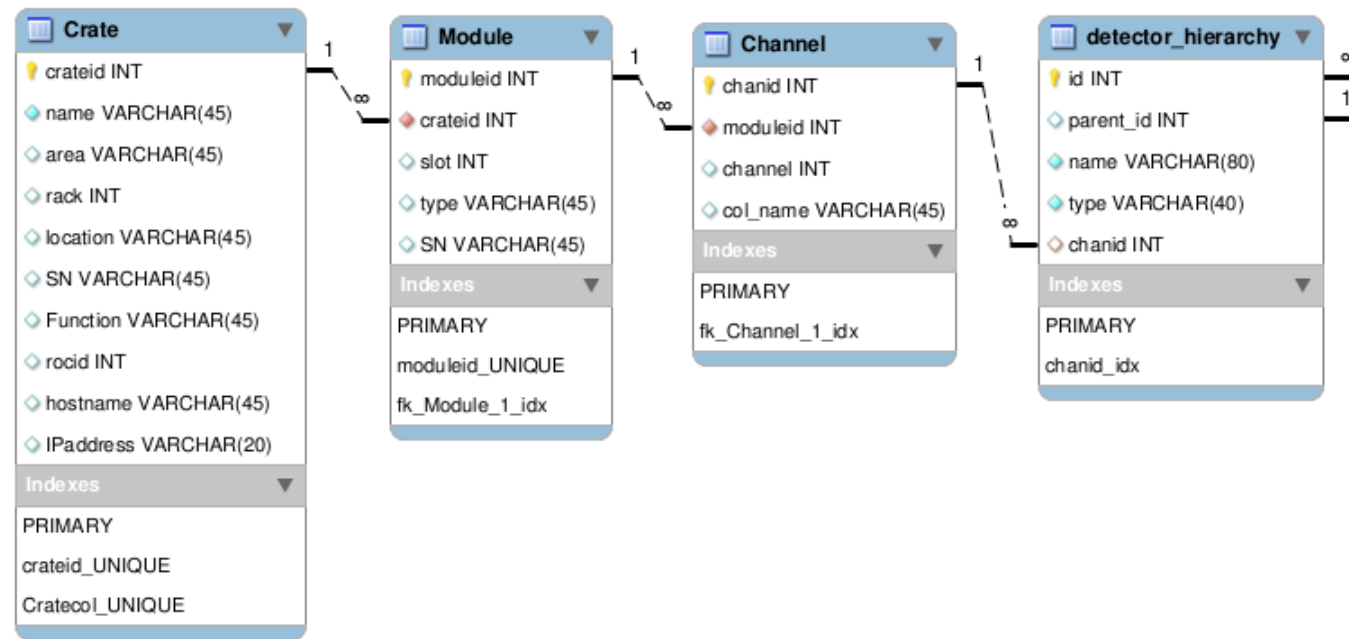 Crate
crateid INT
name VARCHAR(45)
area VARCHAR(45)
rack INT
location VARCHAR(45)
SN VARCHAR(45)
Function VARCHAR(45)
rocid INT
hostname VARCHAR(45)
IPaddress VARCHAR(20)
Indexes
PRIMARY
crateid_UNIQUE
Cratecol_UNIQUE
1
∞
Module
moduleid INT
crateid INT
slot INT
type VARCHAR(45)
SN VARCHAR(45)
Indexes
PRIMARY
moduleid_UNIQUE
fk_Module_1_idx
1
∞
Channel
chanid INT
moduleid INT
channel INT
col_name VARCHAR(45)
Indexes
PRIMARY
fk_Channel_1_idx
1
∞
detector_hierarchy
id INT
parent_id INT
name VARCHAR(80)
type VARCHAR(40)
chanid INT
Indexes
PRIMARY
chanid_idx